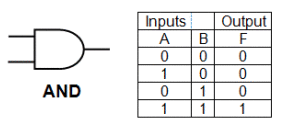 Inputs Output
A B F
0 0 0
1 0 0
0 1 0
1 1 1
AND